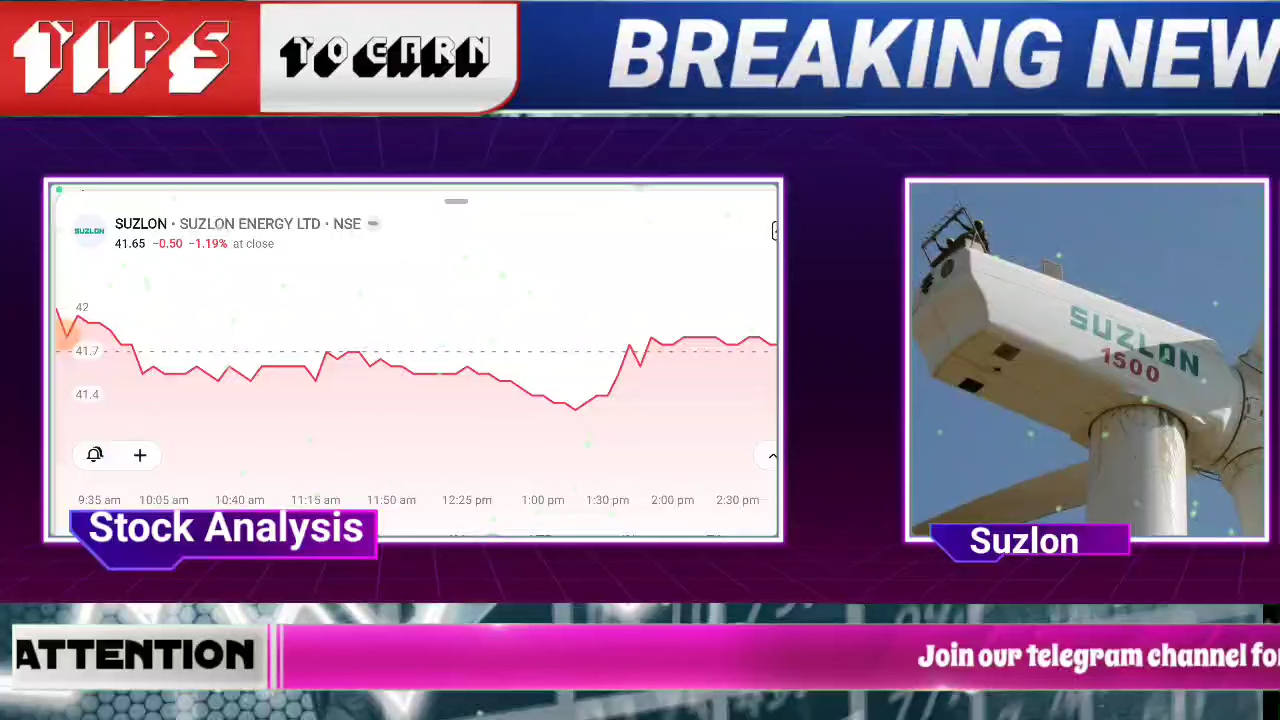 TIPS
TO EARN
BREAKING NEW
SUZLON
SUZLON • SUZLON ENERGY LTD • NSE
41.65 −0.50 −1.19% at close
42
41.7
41.4
9:35 am 10:05 am 10:40 am 11:15 am 11:50 am 12:25 pm 1:00 pm 1:30 pm 2:00 pm 2:30 pm
Stock Analysis
SUZLON
1500
Suzlon
ATTENTION
Join our telegram channel for